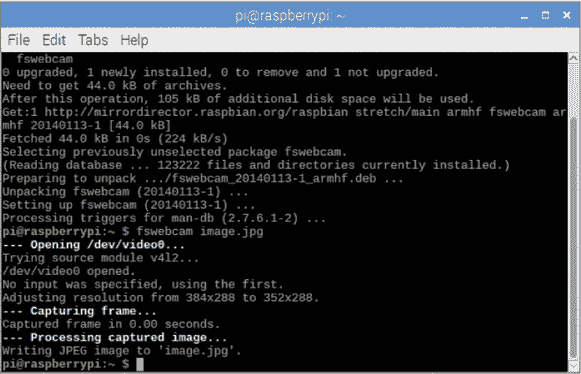 pi@raspberrypi: ~
File Edit Tabs Help
fswebcam
0 upgraded, 1 newly installed, 0 to remove and 1 not upgraded.
Need to get 44.0 kB of archives.
After this operation, 105 kB of additional disk space will be used.
Get:1 http://mirrordirector.raspbian.org/raspbian stretch/main armhf fswebcam ar
mhf 20140113-1 [44.0 kB]
Fetched 44.0 kB in 0s (224 kB/s)
Selecting previously unselected package fswebcam.
(Reading database ... 123222 files and directories currently installed.)
Preparing to unpack .../fswebcam_20140113-1_armhf.deb ...
Unpacking fswebcam (20140113-1) ...
Setting up fswebcam (20140113-1) ...
Processing triggers for man-db (2.7.6.1-2) ...
pi@raspberrypi:~ $ fswebcam image.jpg
--- Opening /dev/video0...
Trying source module v4l2...
/dev/video0 opened.
No input was specified, using the first.
Adjusting resolution from 384x288 to 352x288.
--- Capturing frame...
Captured frame in 0.00 seconds.
--- Processing captured image...
Writing JPEG image to 'image.jpg'.
pi@raspberrypi:~ $